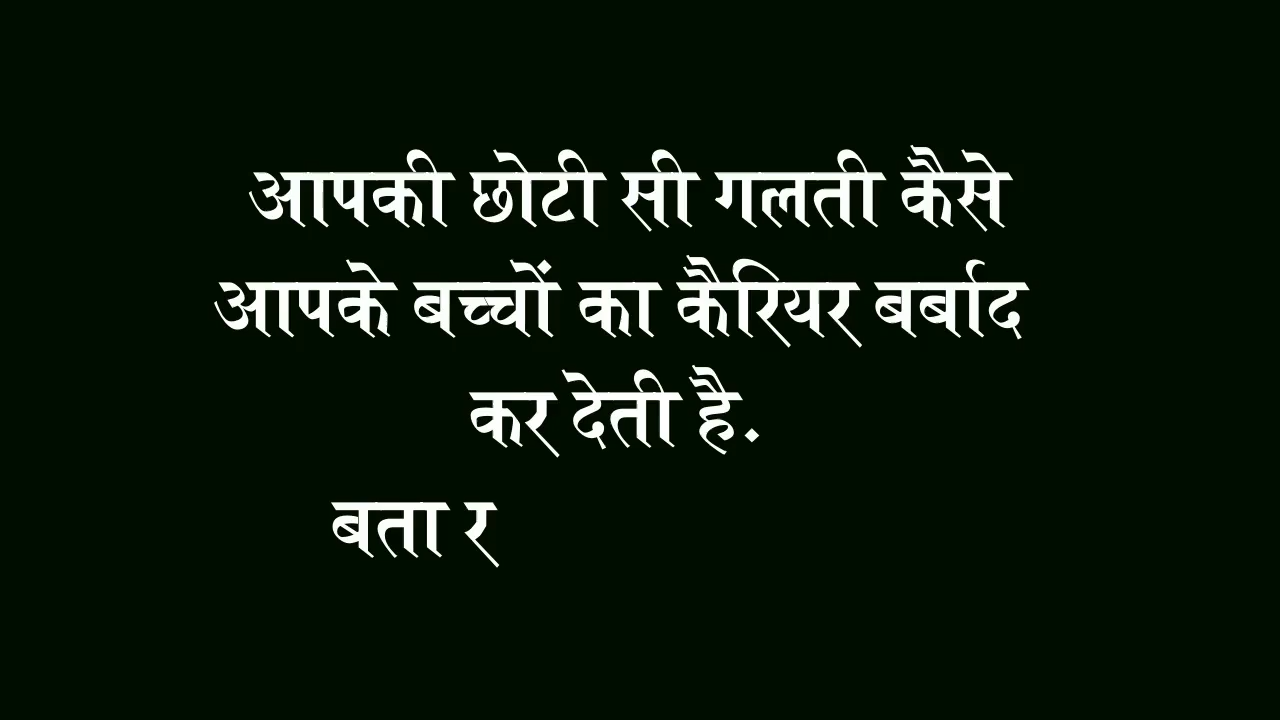 आपकी छोटी सी गलती कैसे
आपके बच्चों का कैरियर बर्बाद
कर देती है.
बता र